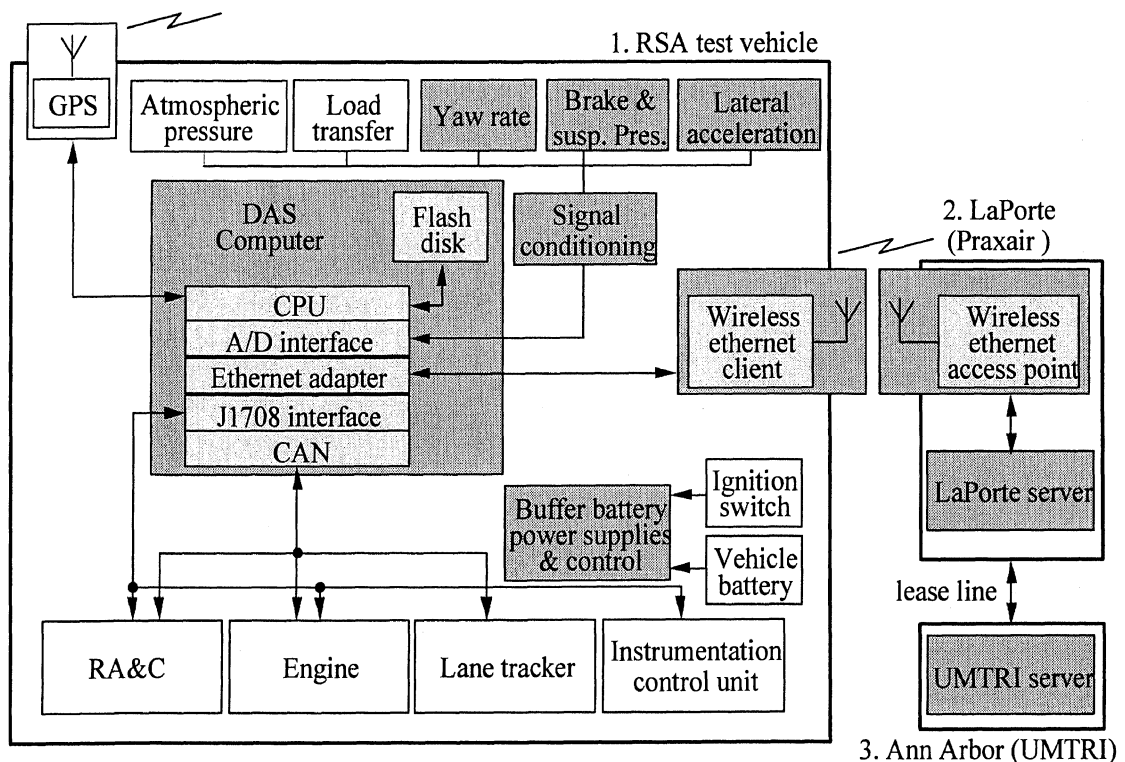 1. RSA test vehicle
GPS
Atmospheric
pressure
Load
transfer
Yaw rate
Brake &
susp. Pres.
Lateral
acceleration
DAS
Computer
Flash
disk
Signal
conditioning
2. LaPorte
(Praxair )
CPU
A/D interface
Ethernet adapter
J1708 interface
CAN
Wireless
ethernet
client
Wireless
ethernet
access point
LaPorte server
Buffer battery
power supplies
& control
Ignition
switch
Vehicle
battery
lease line
RA&C
Engine
Lane tracker
Instrumentation
control unit
UMTRI server
3. Ann Arbor (UMTRI)